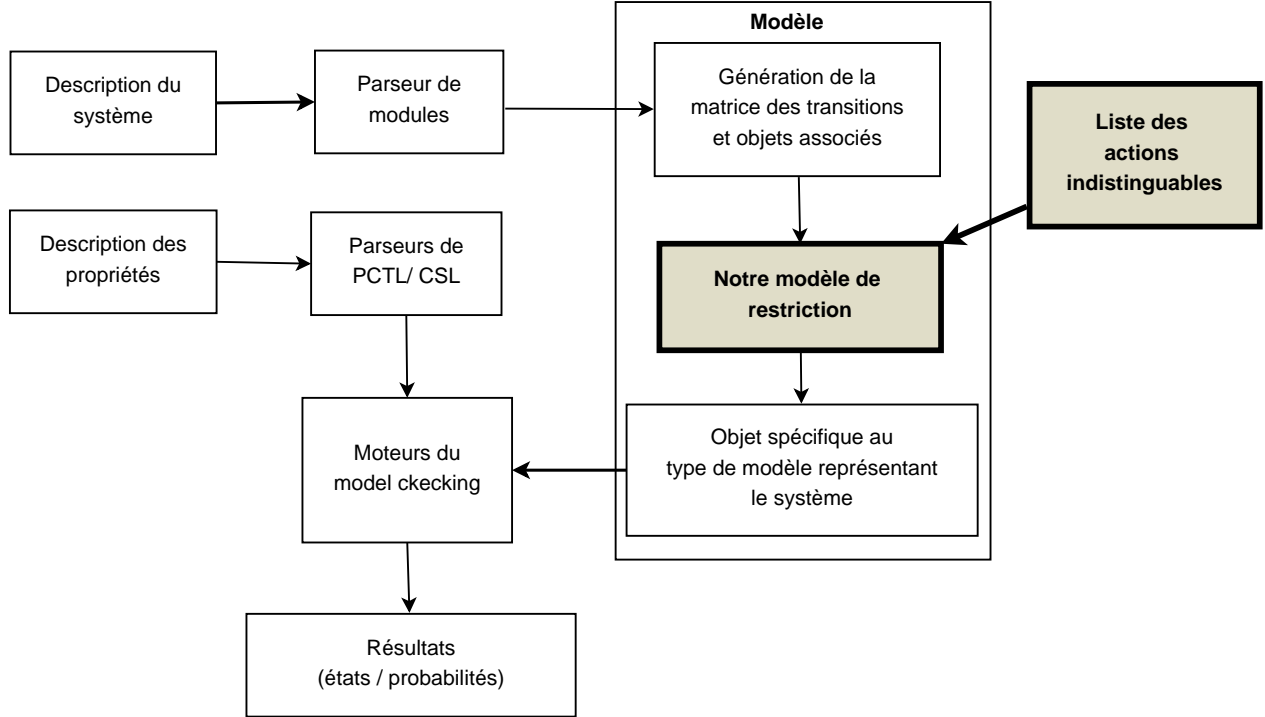 Modèle
Description du
système
Parseur de
modules
Génération de la
matrice des transitions
et objets associés
Liste des
actions
indistinguables
Description des
propriétés
Parseurs de
PCTL/ CSL
Notre modèle de
restriction
Moteurs du
model ckecking
Objet spécifique au
type de modèle représentant
le système
Résultats
(états / probabilités)